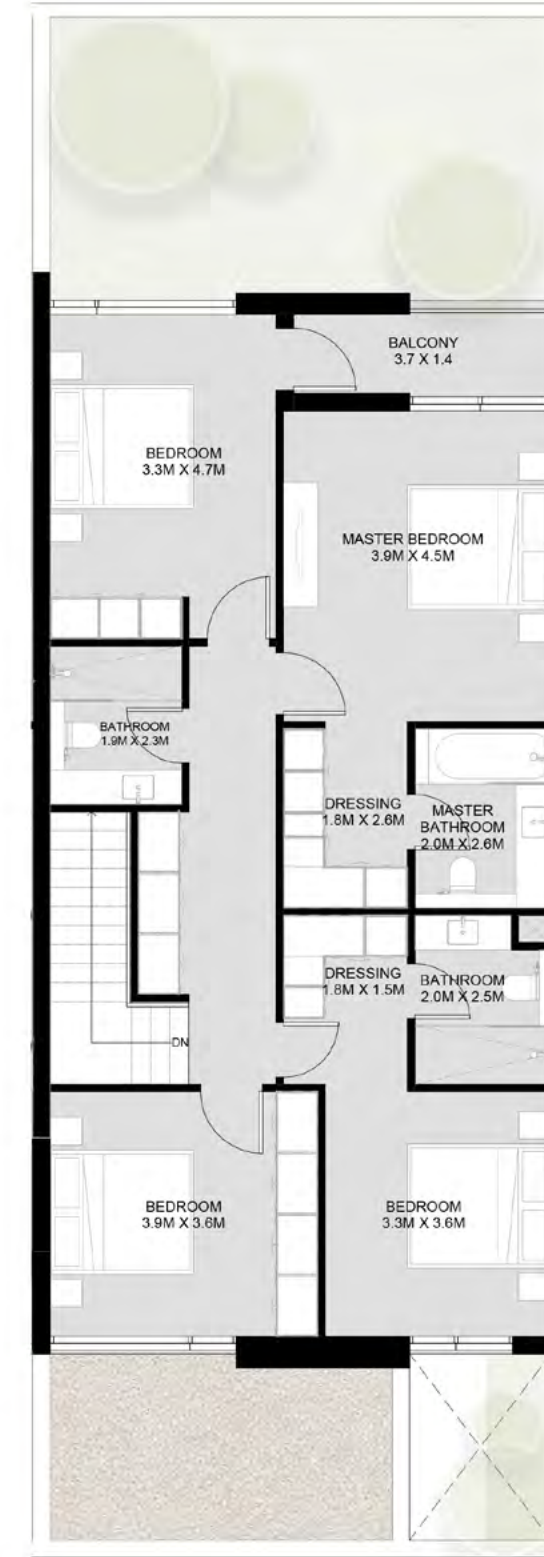 BALCONY
3.7 X 1.4
BEDROOM
3.3M X 4.7M
MASTER BEDROOM
3.9M X 4.5M
BATHROOM
1.9M X 2.3M
DRESSING
1.8M X 2.6M
MASTER
BATHROOM
2.0M X 2.6M
DRESSING
1.8M X 1.5M
BATHROOM
2.0M X 2.5M
DN
BEDROOM
3.9M X 3.6M
BEDROOM
3.3M X 3.6M